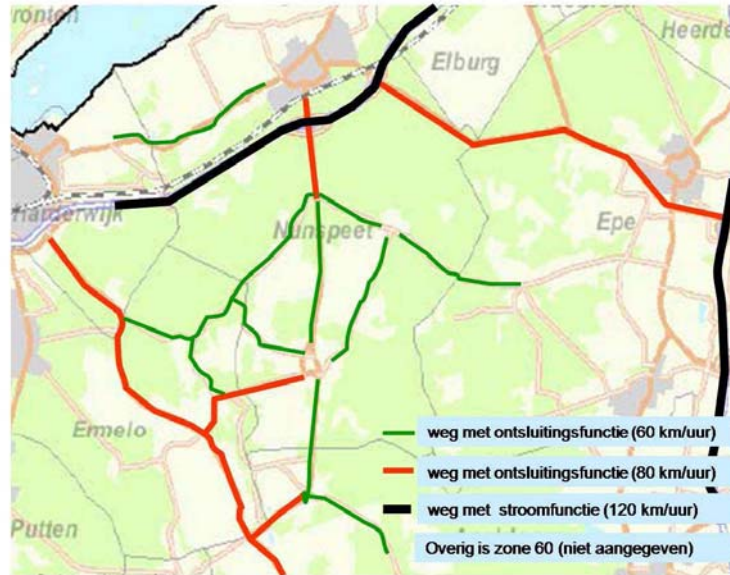 ronten
Elburg
Heerde
Harderwijk
Nunspeet
Epe
Ermelo
Putten
weg met ontsluitingsfunctie (60 km/uur)
weg met ontsluitingsfunctie (80 km/uur)
weg met stroomfunctie (120 km/uur)
Overig is zone 60 (niet aangegeven)